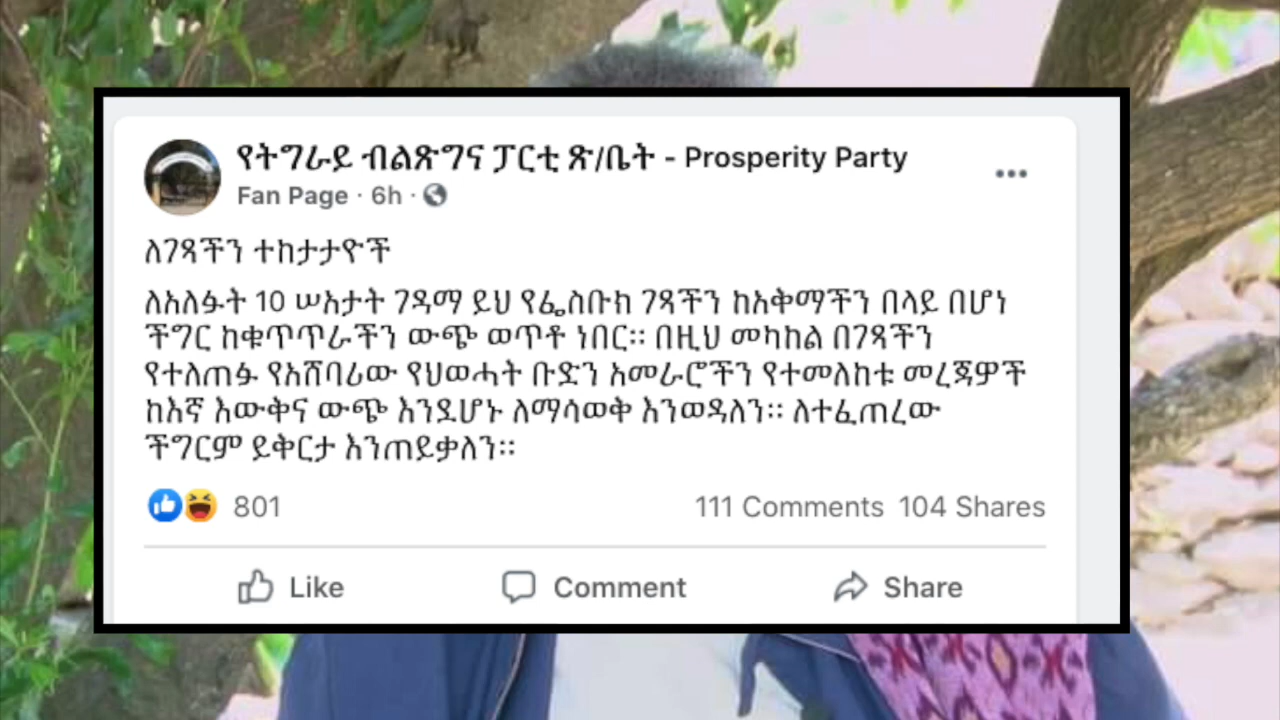 የትግራይ ብልጽግና ፓርቲ ጽ/ቤት - Prosperity Party
Fan Page · 6h ·
ለገጻችን ተከታታዮች
ለአለፉት 10 ሠአታት ገዳማ ይህ የፌስቡክ ገጻችን ከአቅማችን በላይ በሆነ
ችግር ከቁጥጥራችን ውጭ ወጥቶ ነበር፡፡ በዚህ መካከል በገጻችን
የተለጠፉ የአሸባሪው የህወሓት ቡድን አመራሮችን የተመለከቱ መረጃዎች
ከእኛ እውቅና ውጭ እንደሆኑ ለማሳወቅ እንወዳለን፡፡ ለተፈጠረው
ችግርም ይቅርታ እንጠይቃለን፡፡
801 111 Comments 104 Shares
Like Comment Share